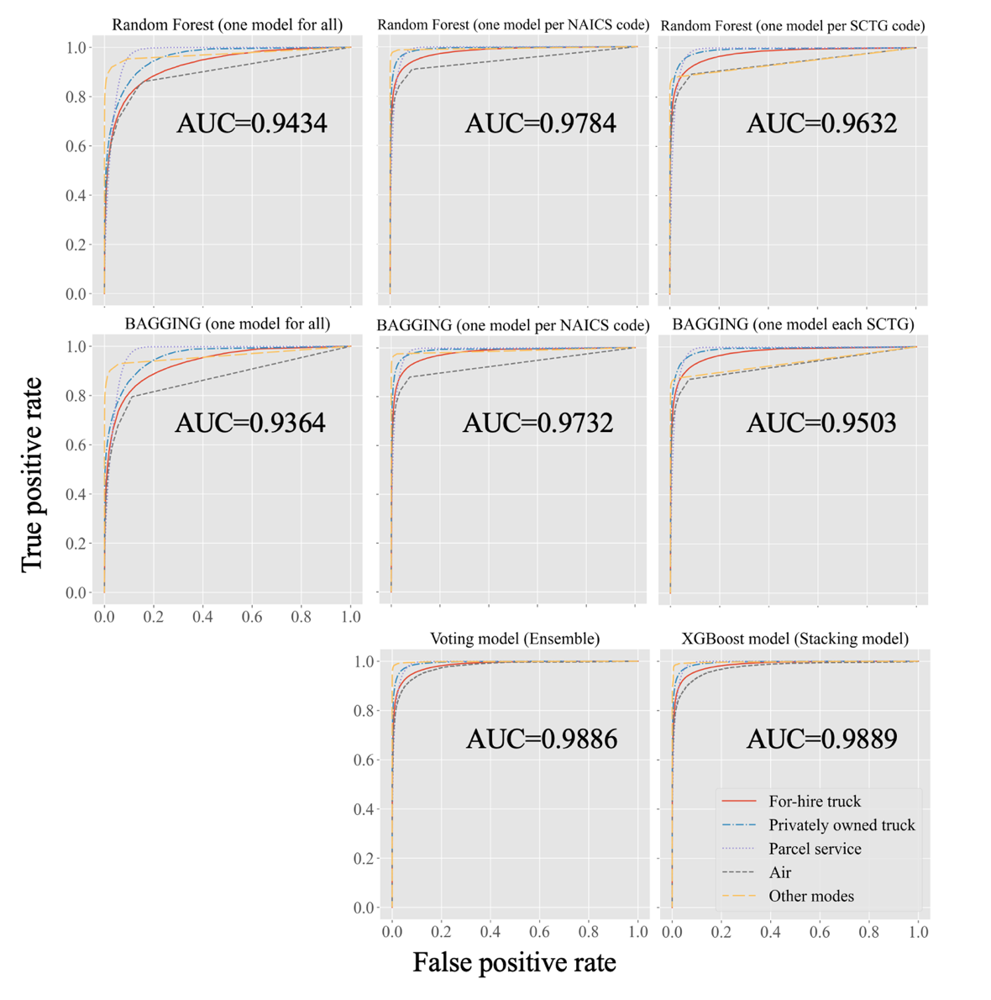 Random Forest (one model for all)
Random Forest (one model per NAICS code)
Random Forest (one model per SCTG code)
1.0
0.8
0.6
0.4
0.2
0.0
AUC=0.9434
AUC=0.9784
AUC=0.9632
BAGGING (one model for all)
BAGGING (one model per NAICS code)
BAGGING (one model each SCTG)
1.0
0.8
0.6
0.4
0.2
0.0
AUC=0.9364
AUC=0.9732
AUC=0.9503
0.0 0.2 0.4 0.6 0.8 1.0
True positive rate
Voting model (Ensemble)
XGBoost model (Stacking model)
1.0
0.8
0.6
0.4
0.2
0.0
AUC=0.9886
AUC=0.9889
For-hire truck
Privately owned truck
Parcel service
Air
Other modes
0.0 0.2 0.4 0.6 0.8 1.0
0.0 0.2 0.4 0.6 0.8 1.0
False positive rate